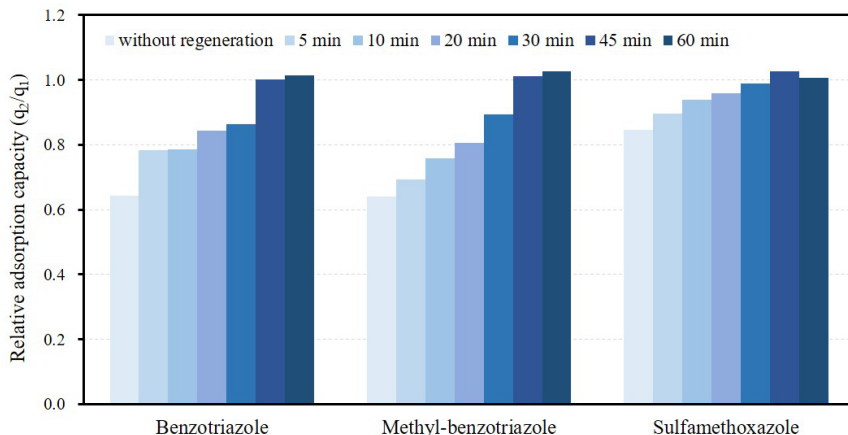 1.2
1.0
0.8
0.6
0.4
0.2
0.0
Relative adsorption capacity (q2/q1)
without regeneration 5 min 10 min 20 min 30 min 45 min 60 min
Benzotriazole Methyl-benzotriazole Sulfamethoxazole